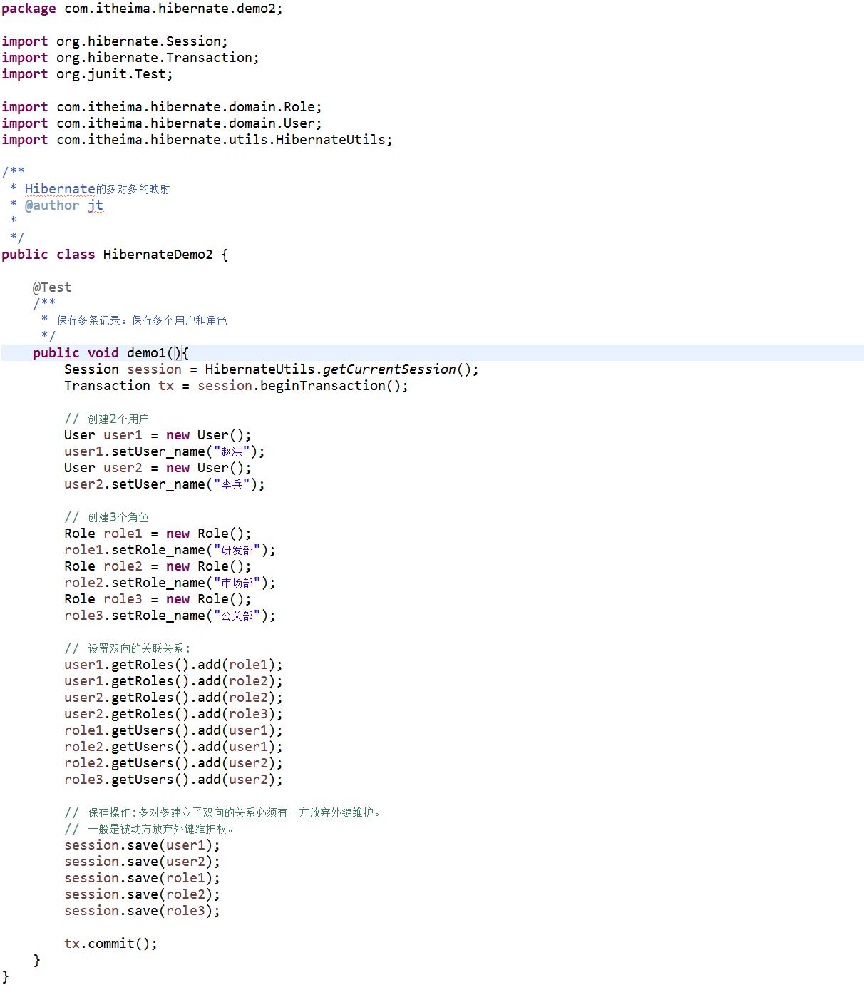 package com.itheima.hibernate.demo2;
import org.hibernate.Session;
import org.hibernate.Transaction;
import org.junit.Test;
import com.itheima.hibernate.domain.Role;
import com.itheima.hibernate.domain.User;
import com.itheima.hibernate.utils.HibernateUtils;
/**
 * Hibernate的多对多的映射
 * @author jt
 *
 */
public class HibernateDemo2 {
    @Test
    /**
     * 保存多条记录：保存多个用户和角色
     */
    public void demo1(){
        Session session = HibernateUtils.getCurrentSession();
        Transaction tx = session.beginTransaction();
        // 创建2个用户
        User user1 = new User();
        user1.setUser_name("赵洪");
        User user2 = new User();
        user2.setUser_name("李兵");
        // 创建3个角色
        Role role1 = new Role();
        role1.setRole_name("研发部");
        Role role2 = new Role();
        role2.setRole_name("市场部");
        Role role3 = new Role();
        role3.setRole_name("公关部");
        // 设置双向的关联关系:
        user1.getRoles().add(role1);
        user1.getRoles().add(role2);
        user2.getRoles().add(role2);
        user2.getRoles().add(role3);
        role1.getUsers().add(user1);
        role2.getUsers().add(user1);
        role2.getUsers().add(user2);
        role3.getUsers().add(user2);
        // 保存操作:多对多建立了双向的关系必须有一方放弃外键维护。
        // 一般是被动方放弃外键维护权。
        session.save(user1);
        session.save(user2);
        session.save(role1);
        session.save(role2);
        session.save(role3);
        tx.commit();
    }
}